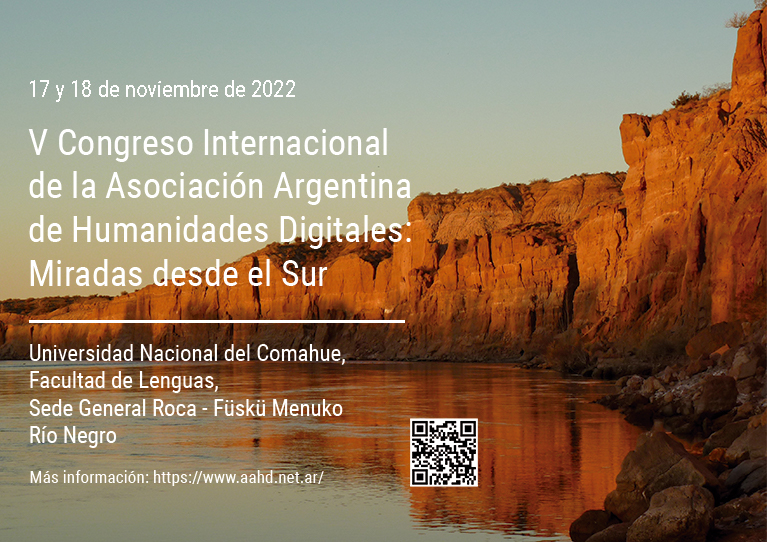 17 y 18 de noviembre de 2022
V Congreso Internacional
de la Asociación Argentina
de Humanidades Digitales:
Miradas desde el Sur
Universidad Nacional del Comahue,
Facultad de Lenguas,
Sede General Roca - Füskü Menuko
Río Negro
Más información: https://www.aahd.net.ar/